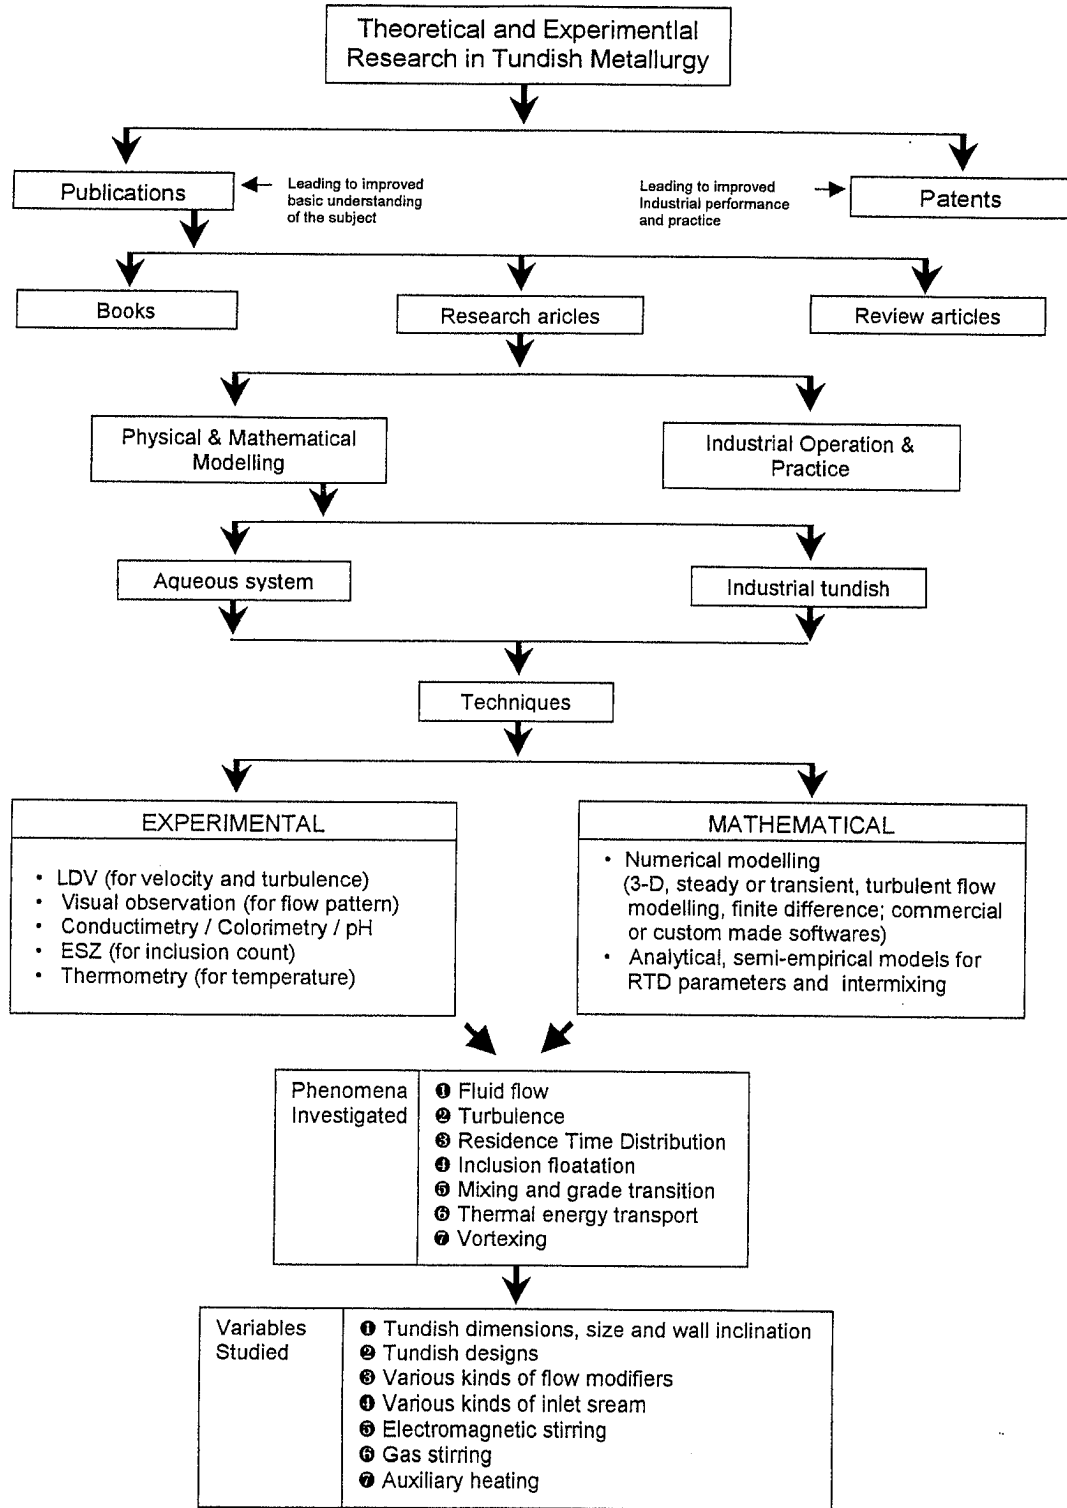 Theoretical and Experimentlal
Research in Tundish Metallurgy
Publications
Leading to improved
basic understanding
of the subject
Leading to improved
Industrial performance
and practice
Patents
Books
Research aricles
Review articles
Physical & Mathematical
Modelling
Industrial Operation &
Practice
Aqueous system
Industrial tundish
Techniques
EXPERIMENTAL
• LDV (for velocity and turbulence)
• Visual observation (for flow pattern)
• Conductimetry / Colorimetry / pH
• ESZ (for inclusion count)
• Thermometry (for temperature)
MATHEMATICAL
• Numerical modelling
(3-D, steady or transient, turbulent flow
modelling, finite difference; commercial
or custom made softwares)
• Analytical, semi-empirical models for
RTD parameters and intermixing
Phenomena
Investigated
❶ Fluid flow
❷ Turbulence
❸ Residence Time Distribution
❹ Inclusion floatation
❺ Mixing and grade transition
❻ Thermal energy transport
❼ Vortexing
Variables
Studied
❶ Tundish dimensions, size and wall inclination
❷ Tundish designs
❸ Various kinds of flow modifiers
❹ Various kinds of inlet sream
❺ Electromagnetic stirring
❻ Gas stirring
❼ Auxiliary heating